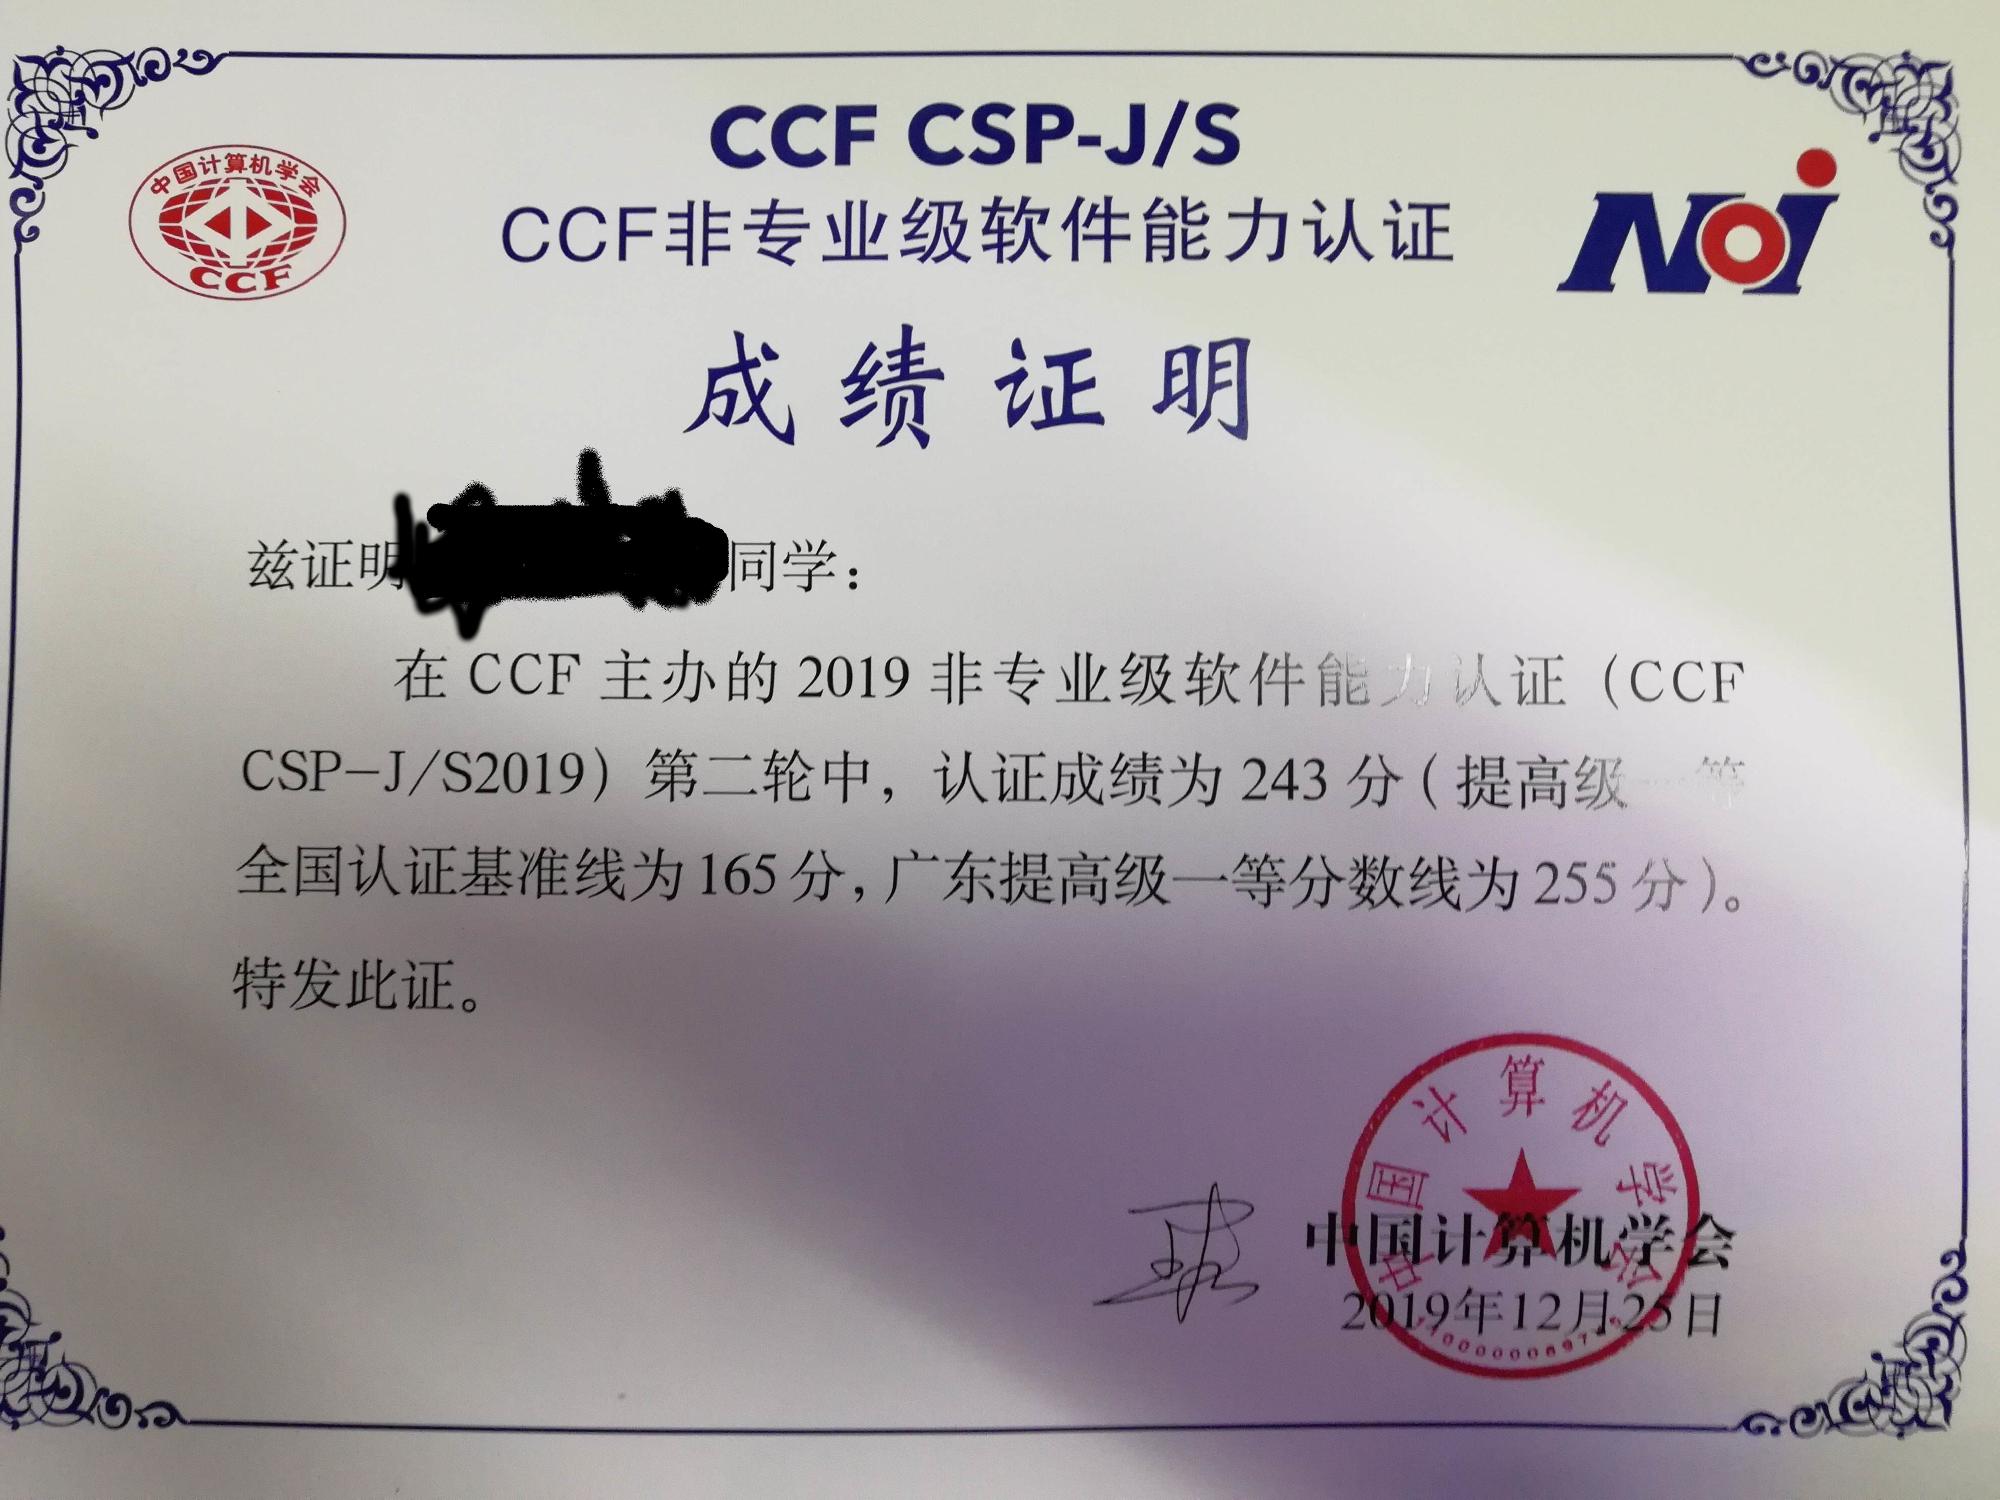 CCF CSP-J/S
中国计算机学会
CCF
CCF非专业级软件能力认证
NOi
成绩证明
兹证明 同学：
在 CCF 主办的 2019 非专业级软件能力认证（CCF
CSP-J/S2019）第二轮中，认证成绩为 243 分（提高级一等
全国认证基准线为165分，广东提高级一等分数线为255分）。
特发此证。
中国计算机学会
中国计算机学会
2019年12月25日